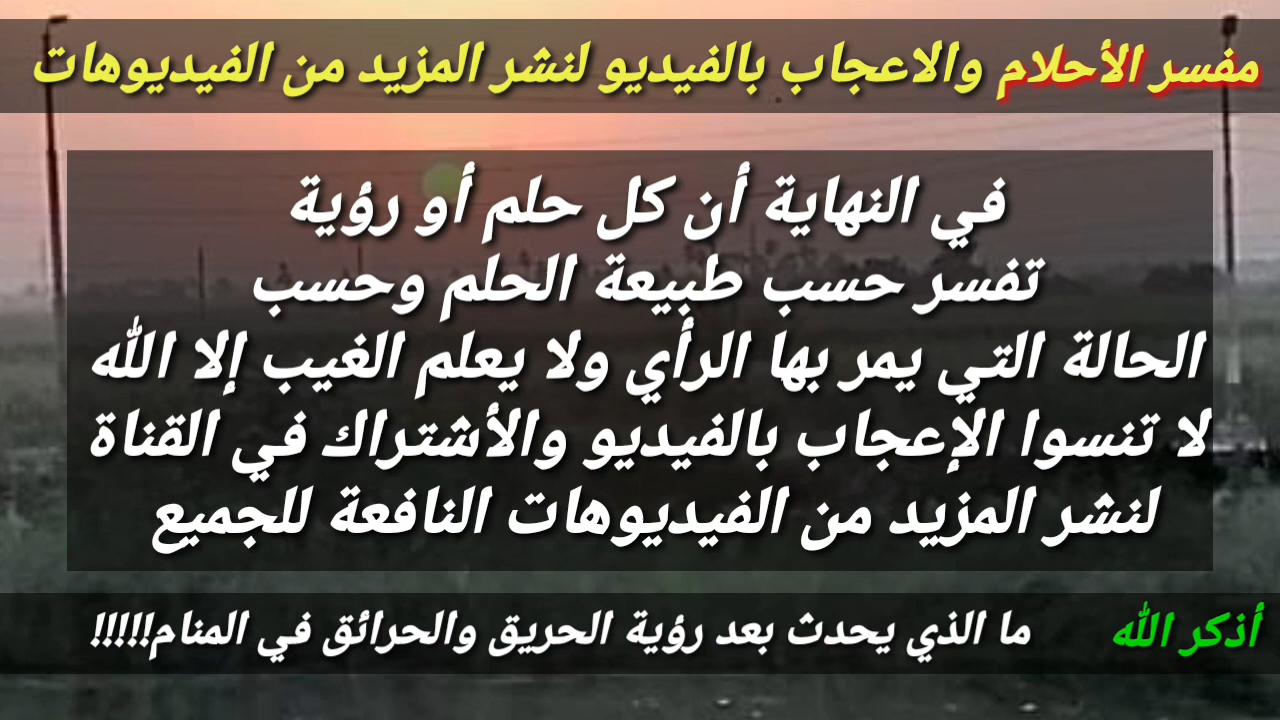 مفسر الأحلام والاعجاب بالفيديو لنشر المزيد من الفيديوهات
في النهاية أن كل حلم أو رؤية
تفسر حسب طبيعة الحلم وحسب
الحالة التي يمر بها الرأي ولا يعلم الغيب إلا الله
لا تنسوا الإعجاب بالفيديو والأشتراك في القناة
لنشر المزيد من الفيديوهات النافعة للجميع
أذكر الله ما الذي يحدث بعد رؤية الحريق والحرائق في المنام!!!!!